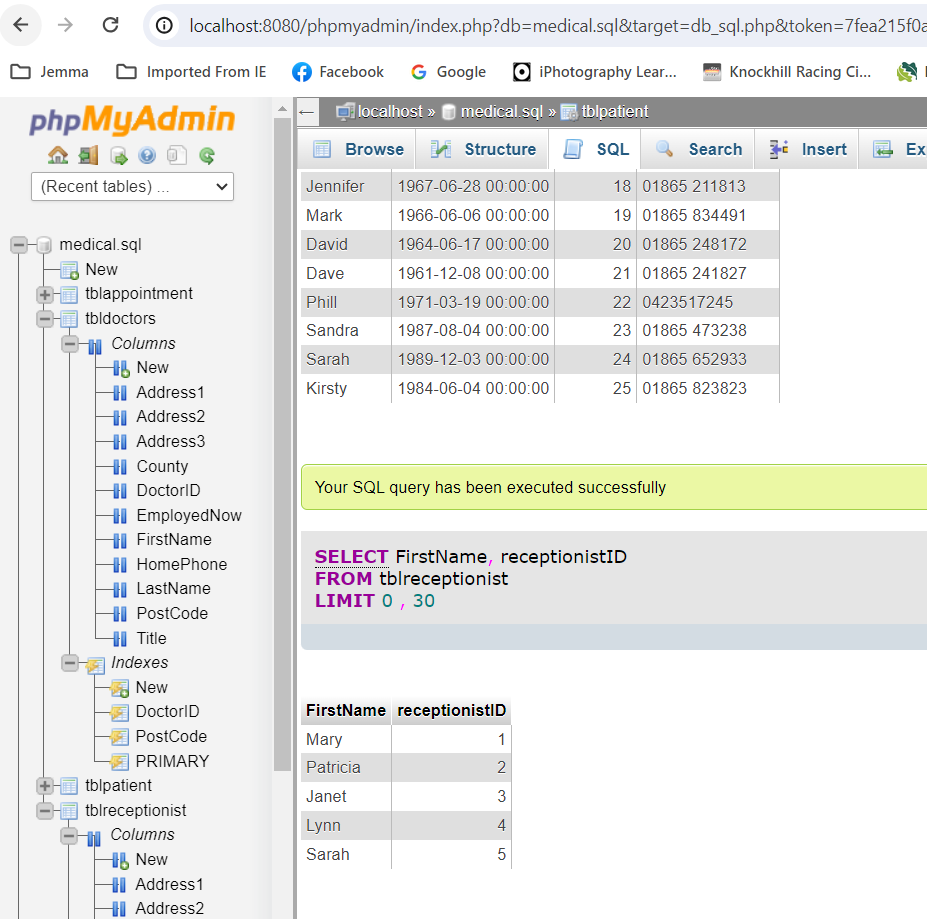 localhost:8080/phpmyadmin/index.php?db=medical.sql&target=db_sql.php&token=7fea215f0a
Jemma
Imported From IE
Facebook
Google
iPhotography Lear...
Knockhill Racing Ci...
phpMyAdmin
(Recent tables) ...
medical.sql
New
tblappointment
tbldoctors
Columns
New
Address1
Address2
Address3
County
DoctorID
EmployedNow
FirstName
HomePhone
LastName
PostCode
Title
Indexes
New
DoctorID
PostCode
PRIMARY
tblpatient
tblreceptionist
Columns
New
Address1
Address2
localhost » medical.sql » tblpatient
Browse Structure SQL Search Insert Ex
Jennifer 1967-06-28 00:00:00 18 01865 211813
Mark 1966-06-06 00:00:00 19 01865 834491
David 1964-06-17 00:00:00 20 01865 248172
Dave 1961-12-08 00:00:00 21 01865 241827
Phill 1971-03-19 00:00:00 22 0423517245
Sandra 1987-08-04 00:00:00 23 01865 473238
Sarah 1989-12-03 00:00:00 24 01865 652933
Kirsty 1984-06-04 00:00:00 25 01865 823823
Your SQL query has been executed successfully
SELECT FirstName, receptionistID
FROM tblreceptionist
LIMIT 0 , 30
FirstName receptionistID
Mary 1
Patricia 2
Janet 3
Lynn 4
Sarah 5